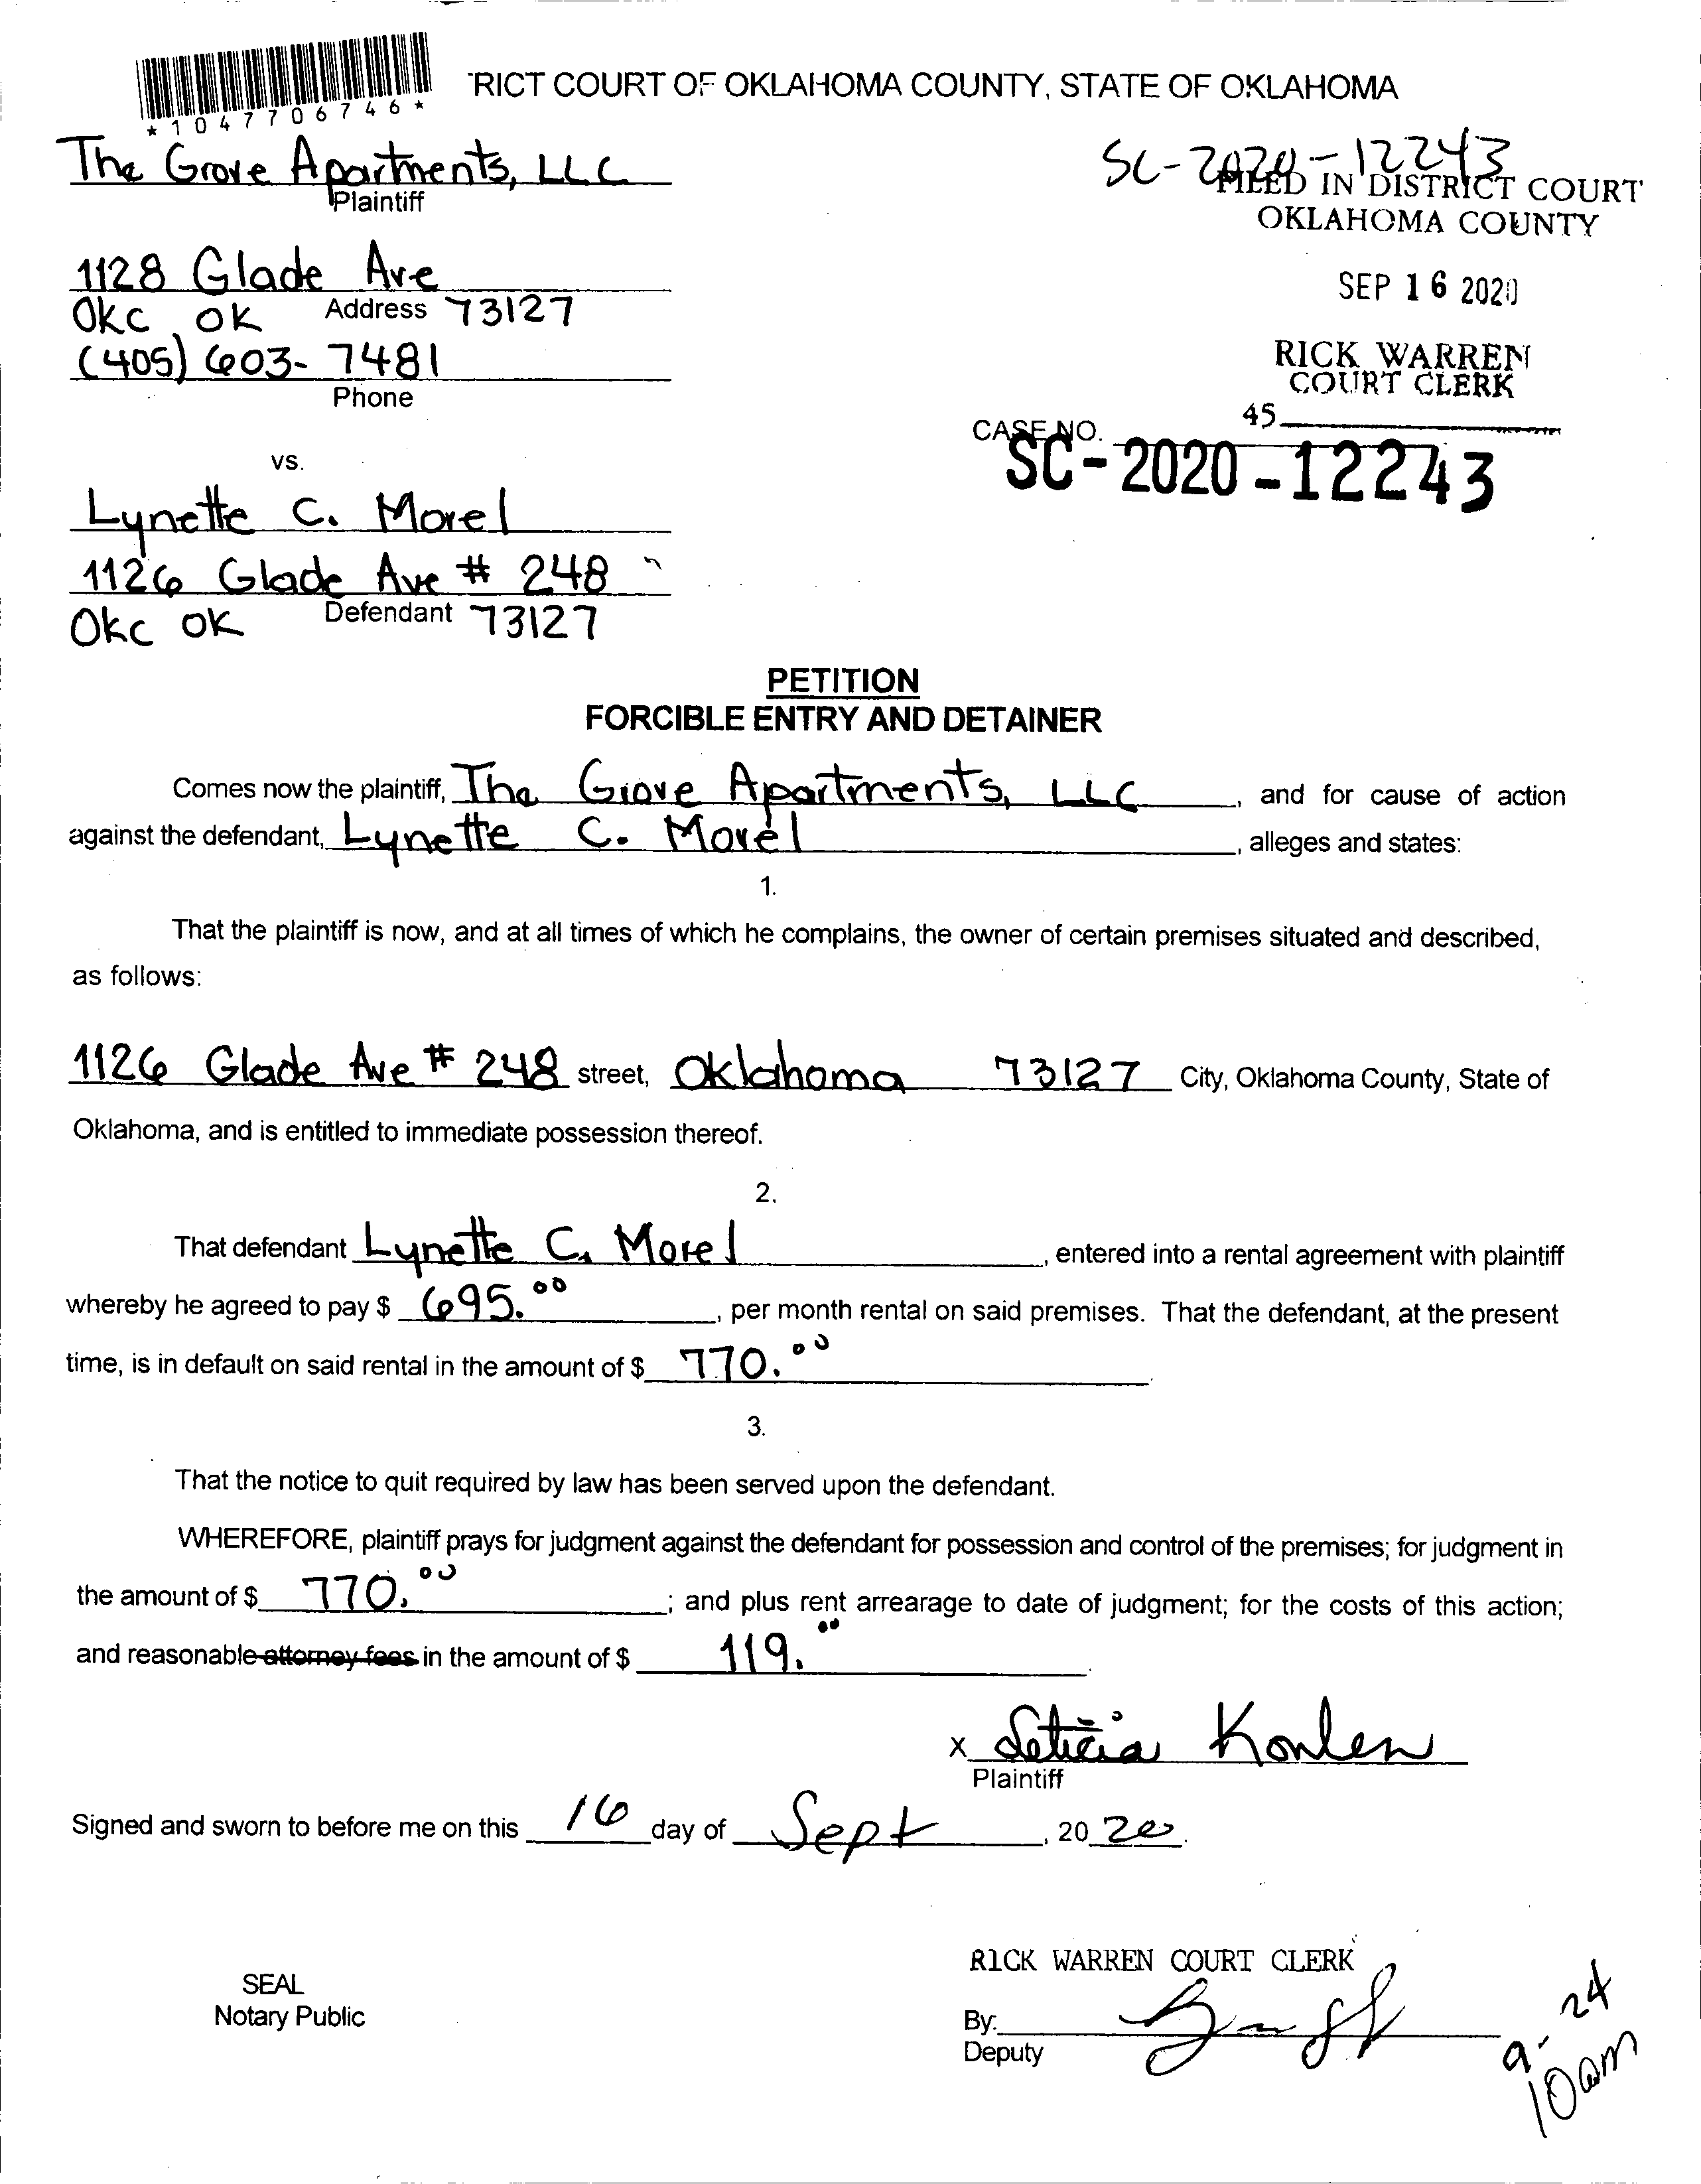 *1047706746*
RICT COURT OF OKLAHOMA COUNTY, STATE OF OKLAHOMA
The Grove Apartments, LLC
Plaintiff
SC-2020-12243
FILED IN DISTRICT COURT
OKLAHOMA COUNTY
1128 Glade Ave
Address
OKC, OK 73127
SEP 16 2020
(405) 603-7481
Phone
RICK WARREN
COURT CLERK
45
CASE NO.
SC-2020-12243
vs.
Lynette C. Morel
1126 Glade Ave # 248
Defendant
OKC OK 73127
PETITION
FORCIBLE ENTRY AND DETAINER
Comes now the plaintiff, The Grove Apartments, LLC, and for cause of action
against the defendant, Lynette C. Morel, alleges and states:
1.
That the plaintiff is now, and at all times of which he complains, the owner of certain premises situated and described,
as follows:
1126 Glade Ave # 248 street, Oklahoma 73127 City, Oklahoma County, State of
Oklahoma, and is entitled to immediate possession thereof.
2.
That defendant Lynette C. Morel, entered into a rental agreement with plaintiff
whereby he agreed to pay $ 695.00, per month rental on said premises. That the defendant, at the present
time, is in default on said rental in the amount of $ 770.00.
3.
That the notice to quit required by law has been served upon the defendant.
WHEREFORE, plaintiff prays for judgment against the defendant for possession and control of the premises; for judgment in
the amount of $ 770.00; and plus rent arrearage to date of judgment; for the costs of this action;
and reasonable attorney fees in the amount of $ 119.00.
X Leticia Konlen
Plaintiff
Signed and sworn to before me on this 16 day of Sept, 20 20.
RICK WARREN COURT CLERK
SEAL
Notary Public
By:
Deputy
9-24
10am